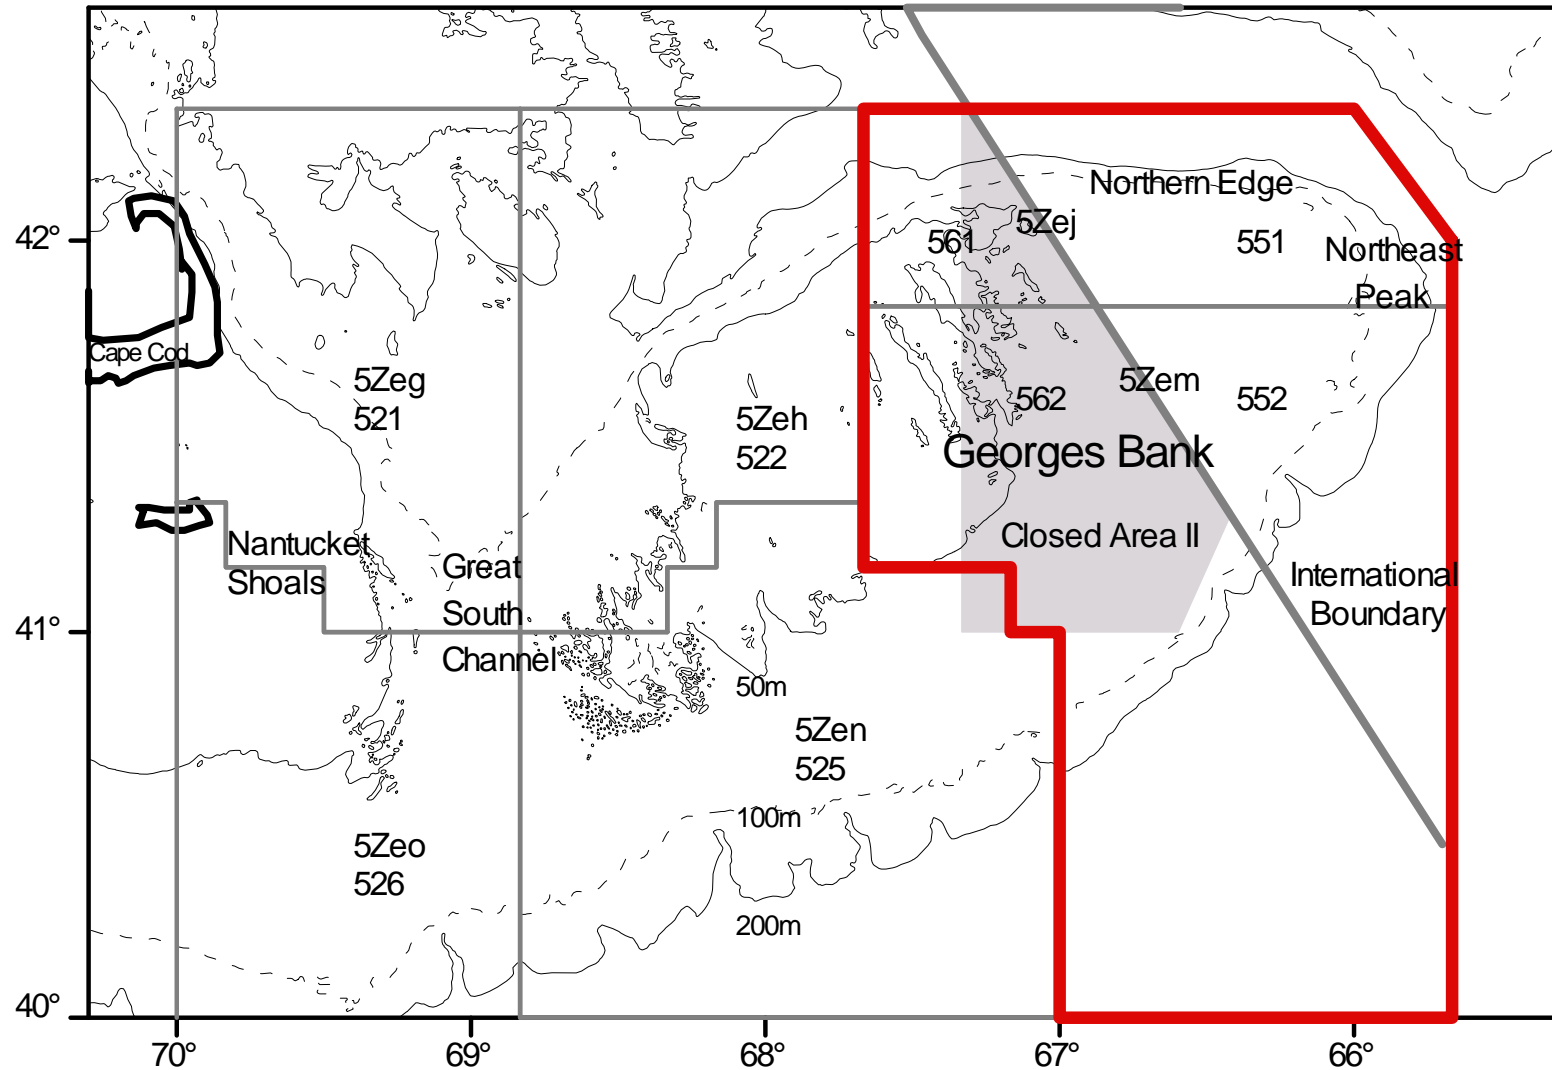 Northern Edge
42°
561
5Zej
551
Northeast
Peak
Cape Cod
5Zeg
521
5Zeh
522
5Zem
562
552
Georges Bank
Closed Area II
Nantucket
Shoals
Great
South
Channel
International
Boundary
41°
50m
5Zen
525
100m
5Zeo
526
200m
40°
70°
69°
68°
67°
66°